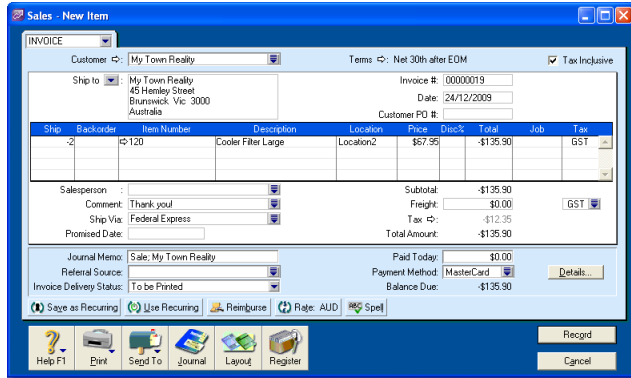 Sales - New Item
INVOICE
Customer ⇨: My Town Reality Terms ⇨: Net 30th after EOM Tax Inclusive
Ship to : My Town Reality Invoice #: 00000019
45 Hemley Street
Brunswick Vic 3000 Date: 24/12/2009
Australia
Customer PO #:
Ship Backorder Item Number Description Location Price Disc% Total Job Tax
-2 ⇨120 Cooler Filter Large Location2 $67.95 -$135.90 GST
Salesperson : Subtotal: -$135.90
Comment: Thank you! Freight: $0.00 GST
Ship Via: Federal Express Tax ⇨: -$12.35
Promised Date: Total Amount: -$135.90
Journal Memo: Sale; My Town Reality Paid Today: $0.00
Referral Source: Payment Method: MasterCard Details...
Invoice Delivery Status: To be Printed Balance Due: -$135.90
Save as Recurring Use Recurring Reimburse Rate: AUD ABC Spell
Record
Help F1 Print Send To Journal Layout Register
Cancel